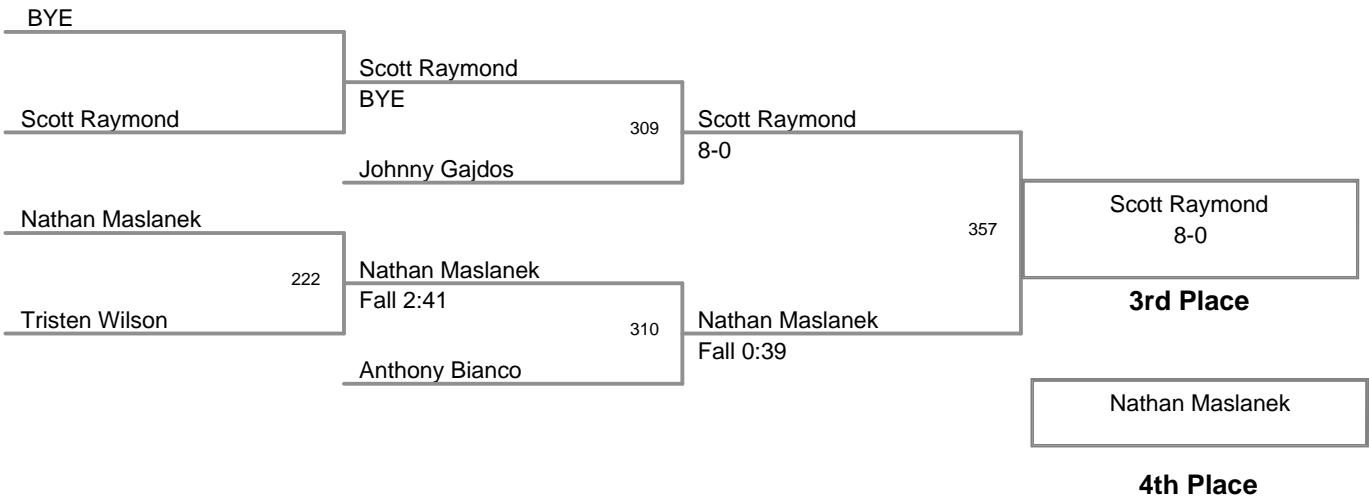 BYE
Scott Raymond
BYE
Scott Raymond
309
Scott Raymond
8-0
Johnny Gajdos
Nathan Maslanek
357
Scott Raymond
8-0
222
Nathan Maslanek
Fall 2:41
3rd Place
Tristen Wilson
310
Nathan Maslanek
Fall 0:39
Anthony Bianco
Nathan Maslanek
4th Place